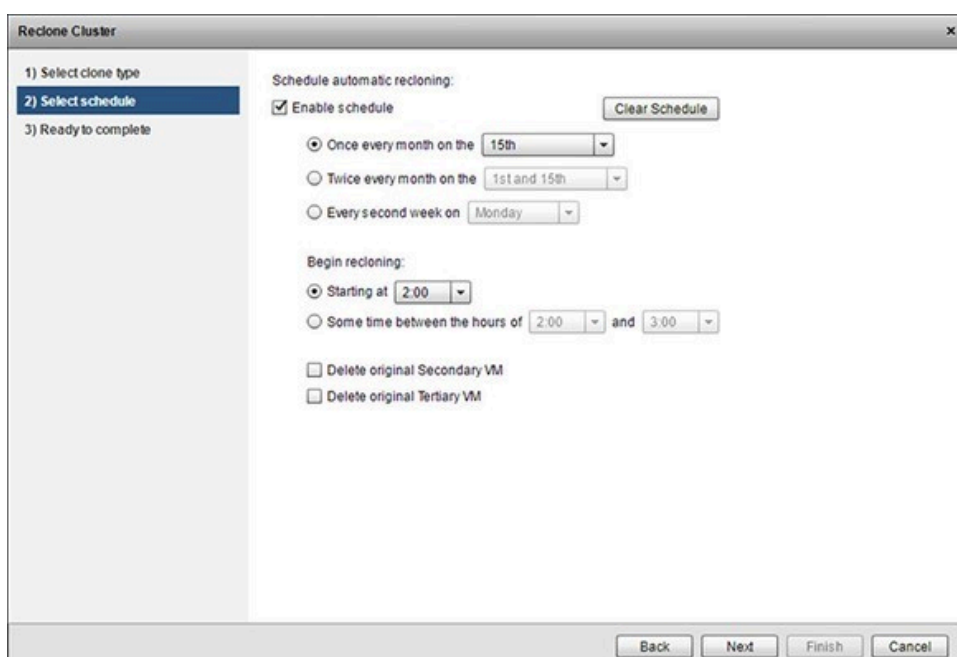 Reclone Cluster
×
1) Select clone type
2) Select schedule
3) Ready to complete
Schedule automatic recloning:
Enable schedule
Clear Schedule
Once every month on the 15th
Twice every month on the 1st and 15th
Every second week on Monday
Begin recloning:
Starting at 2:00
Some time between the hours of 2:00 and 3:00
Delete original Secondary VM
Delete original Tertiary VM
Back Next Finish Cancel